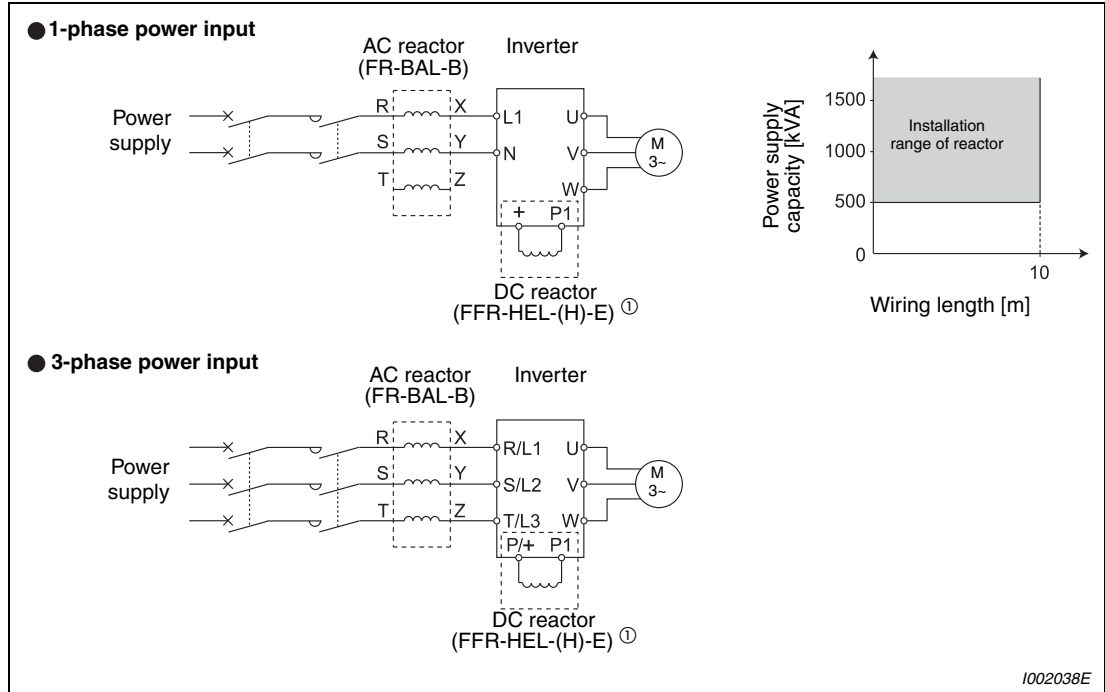 ● 1-phase power input
AC reactor
(FR-BAL-B)
Inverter
Power
supply
R X L1 U
S Y N V
T Z W
M
3~
+ P1
DC reactor
(FFR-HEL-(H)-E) ①
Power supply
capacity [kVA]
1500
1000
500
0
Installation
range of reactor
10
Wiring length [m]
● 3-phase power input
AC reactor
(FR-BAL-B)
Inverter
Power
supply
R X R/L1 U
S Y S/L2 V
T Z T/L3 W
M
3~
P/+ P1
DC reactor
(FFR-HEL-(H)-E) ①
I002038E